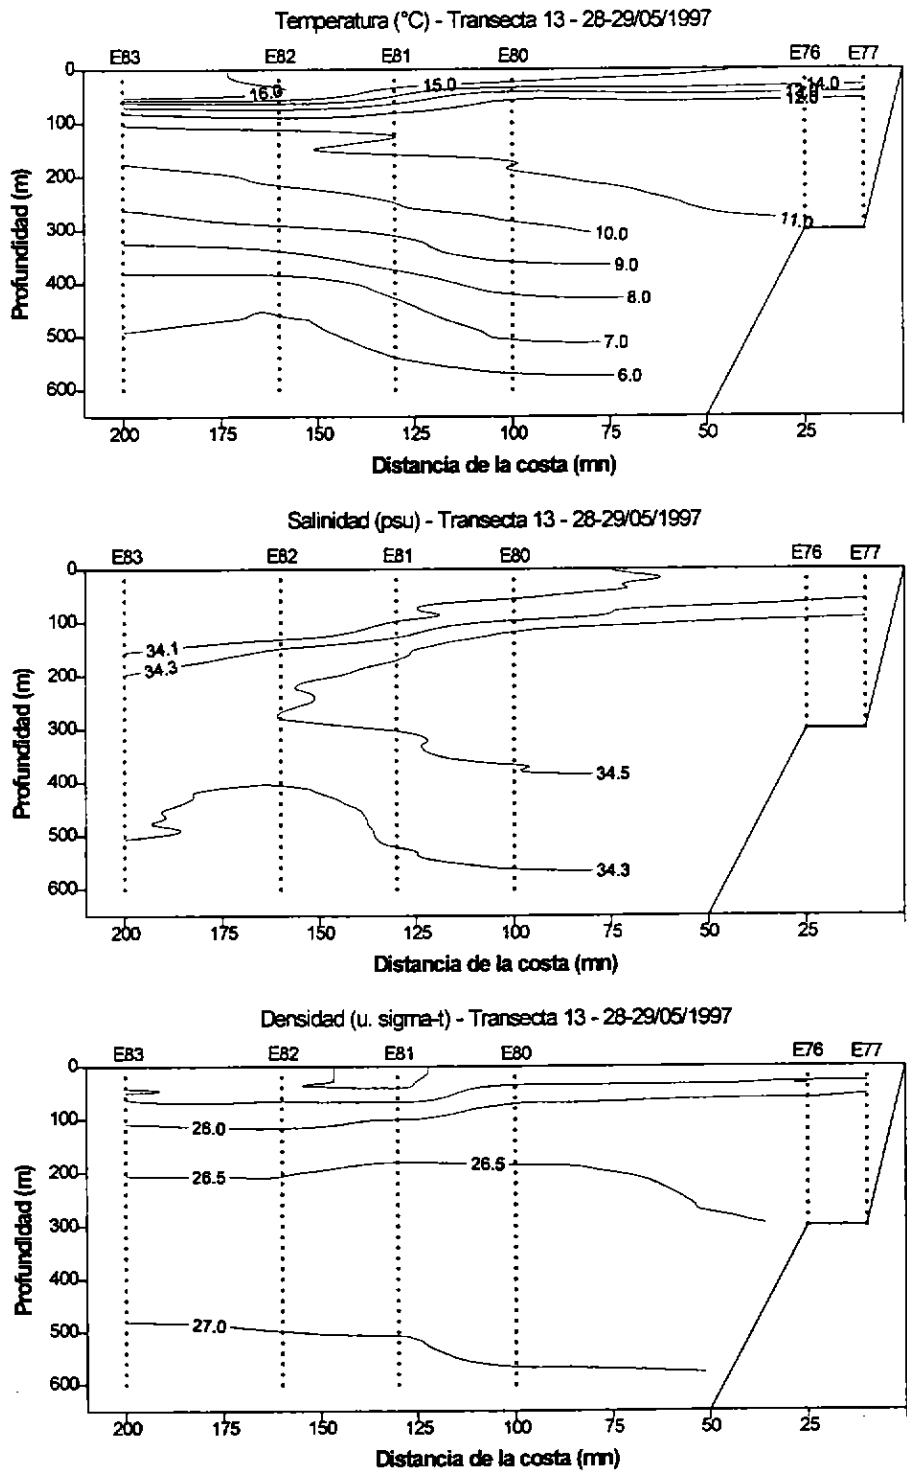 Temperatura (°C) - Transecta 13 - 28-29/05/1997
E83 E82 E81 E80 E76 E77
0
100
200
300
400
500
600
Profundidad (m)
16.0 15.0 14.0
12.0
11.0
10.0
9.0
8.0
7.0
6.0
200 175 150 125 100 75 50 25
Distancia de la costa (mn)
Salinidad (psu) - Transecta 13 - 28-29/05/1997
E83 E82 E81 E80 E76 E77
0
100
200
300
400
500
600
Profundidad (m)
34.1
34.3
34.5
34.3
200 175 150 125 100 75 50 25
Distancia de la costa (mn)
Densidad (u. sigma-t) - Transecta 13 - 28-29/05/1997
E83 E82 E81 E80 E76 E77
0
100
200
300
400
500
600
Profundidad (m)
26.0
26.5 26.5
27.0
200 175 150 125 100 75 50 25
Distancia de la costa (mn)